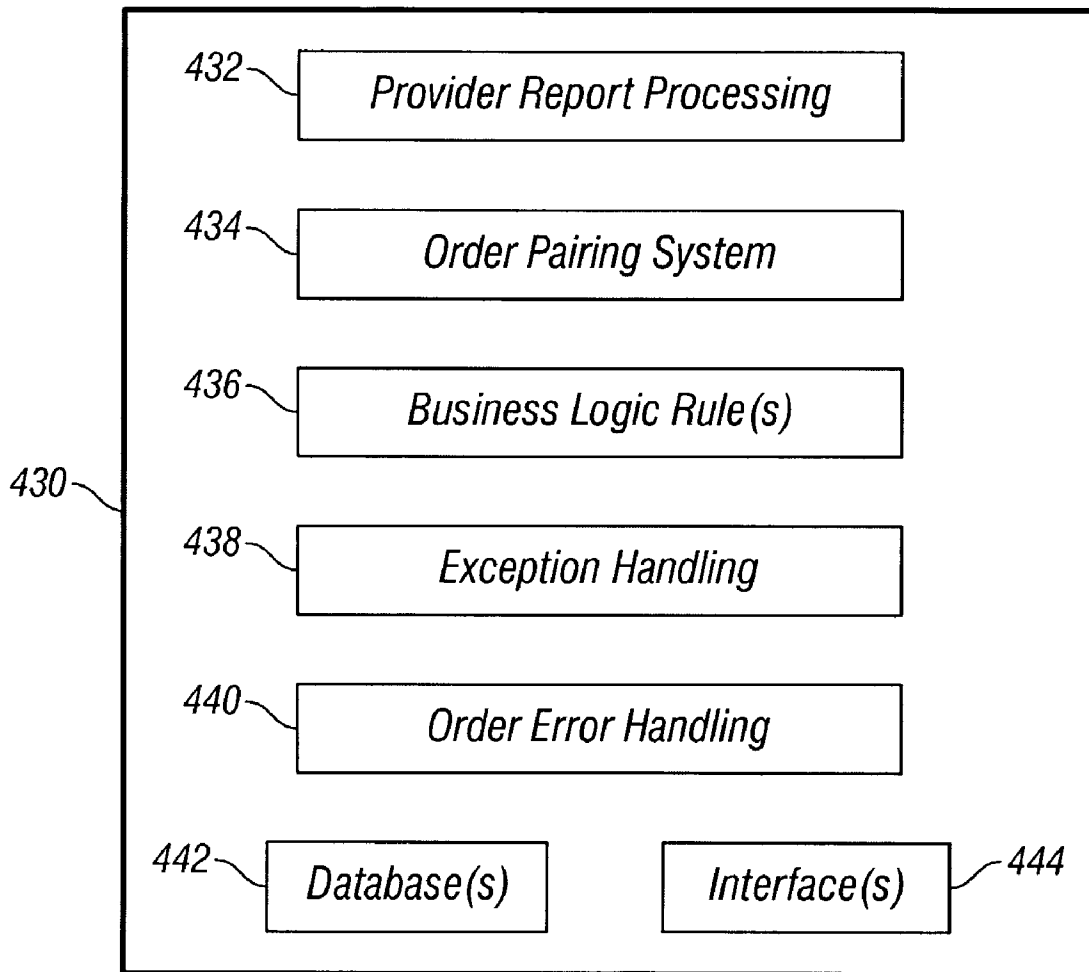 432
Provider Report Processing
434
Order Pairing System
436
Business Logic Rule(s)
430
438
Exception Handling
440
Order Error Handling
442
Database(s)
Interface(s)
444